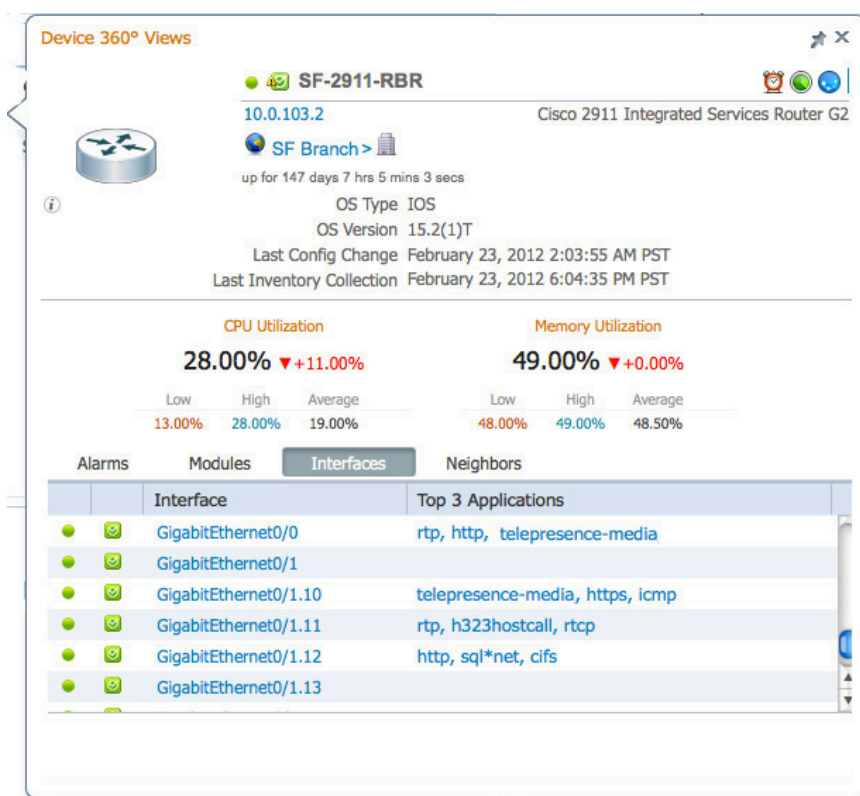 Device 360° Views
SF-2911-RBR
10.0.103.2 Cisco 2911 Integrated Services Router G2
SF Branch >
up for 147 days 7 hrs 5 mins 3 secs
OS Type IOS
OS Version 15.2(1)T
Last Config Change February 23, 2012 2:03:55 AM PST
Last Inventory Collection February 23, 2012 6:04:35 PM PST
CPU Utilization Memory Utilization
28.00% ▼+11.00% 49.00% ▼+0.00%
Low High Average Low High Average
13.00% 28.00% 19.00% 48.00% 49.00% 48.50%
Alarms Modules Interfaces Neighbors
Interface Top 3 Applications
GigabitEthernet0/0 rtp, http, telepresence-media
GigabitEthernet0/1
GigabitEthernet0/1.10 telepresence-media, https, icmp
GigabitEthernet0/1.11 rtp, h323hostcall, rtcp
GigabitEthernet0/1.12 http, sql*net, cifs
GigabitEthernet0/1.13